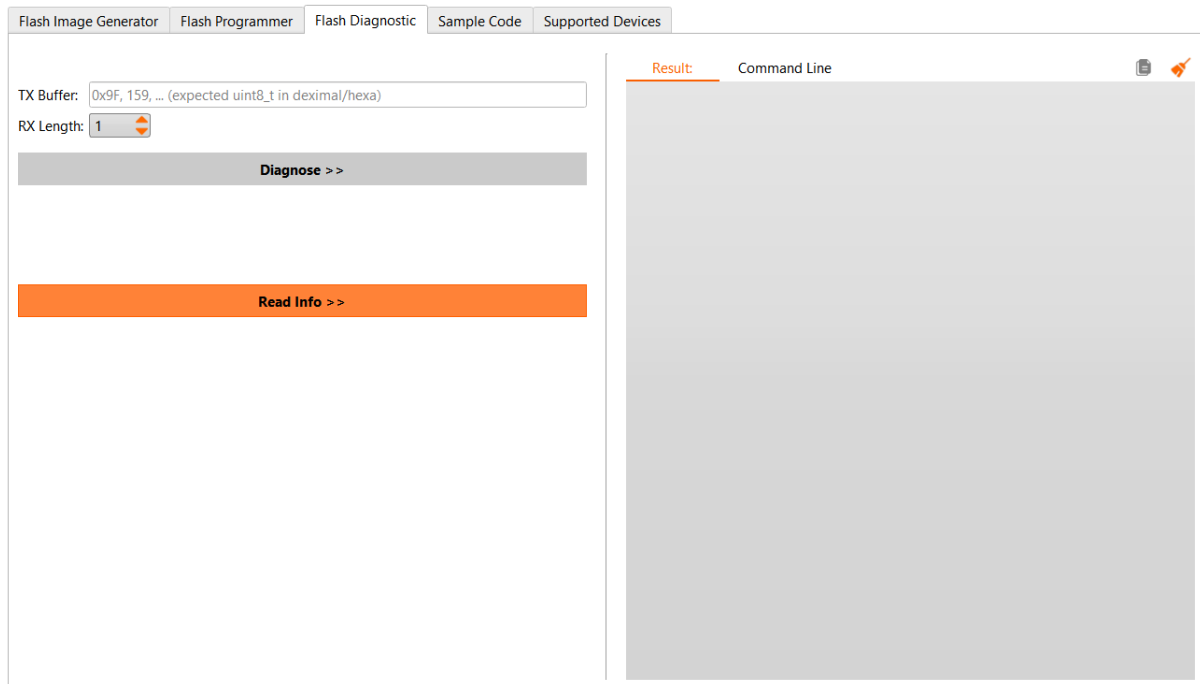 Flash Image Generator Flash Programmer Flash Diagnostic Sample Code Supported Devices
Result: Command Line
TX Buffer: 0x9F, 159, ... (expected uint8_t in deximal/hexa)
RX Length: 1
Diagnose >>
Read Info >>